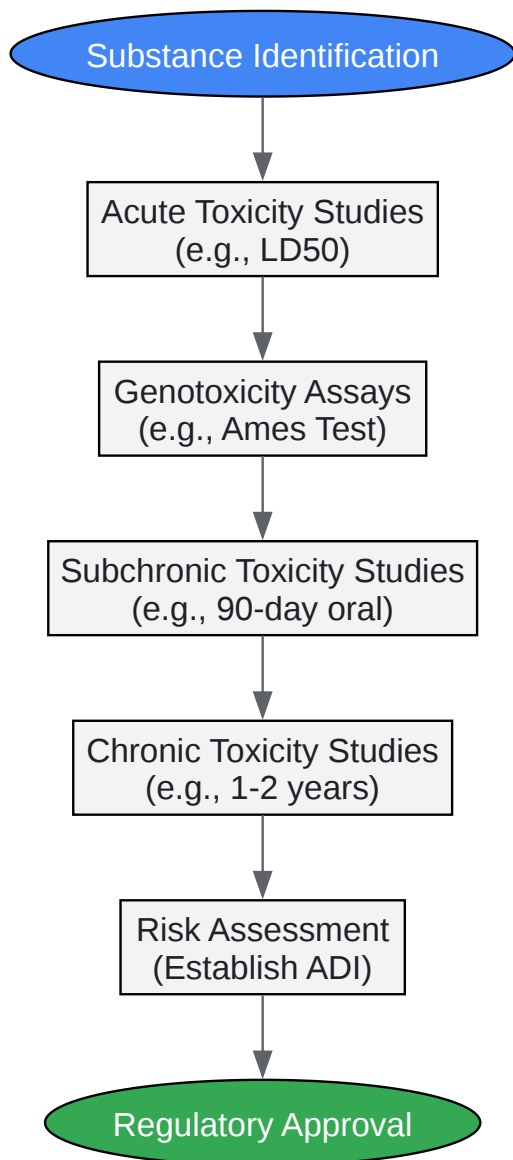 Substance Identification
Acute Toxicity Studies
(e.g., LD50)
Genotoxicity Assays
(e.g., Ames Test)
Subchronic Toxicity Studies
(e.g., 90-day oral)
Chronic Toxicity Studies
(e.g., 1-2 years)
Risk Assessment
(Establish ADI)
Regulatory Approval